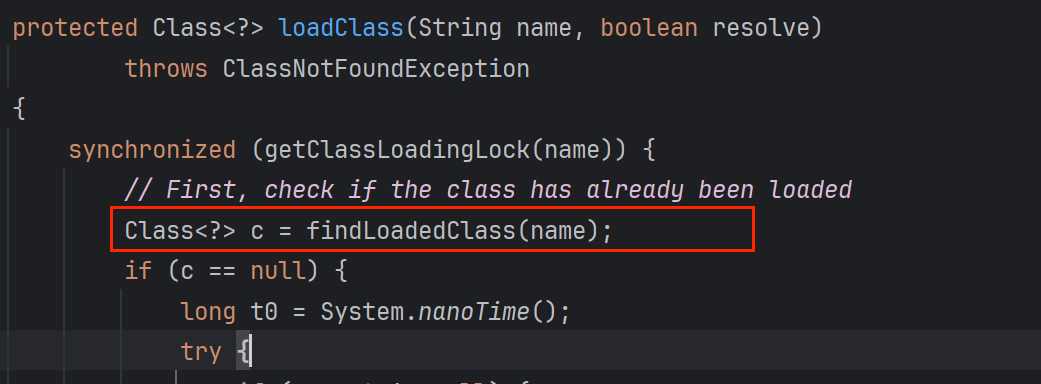 protected Class<?> loadClass(String name, boolean resolve)
throws ClassNotFoundException
{
synchronized (getClassLoadingLock(name)) {
// First, check if the class has already been loaded
Class<?> c = findLoadedClass(name);
if (c == null) {
long t0 = System.nanoTime();
try {